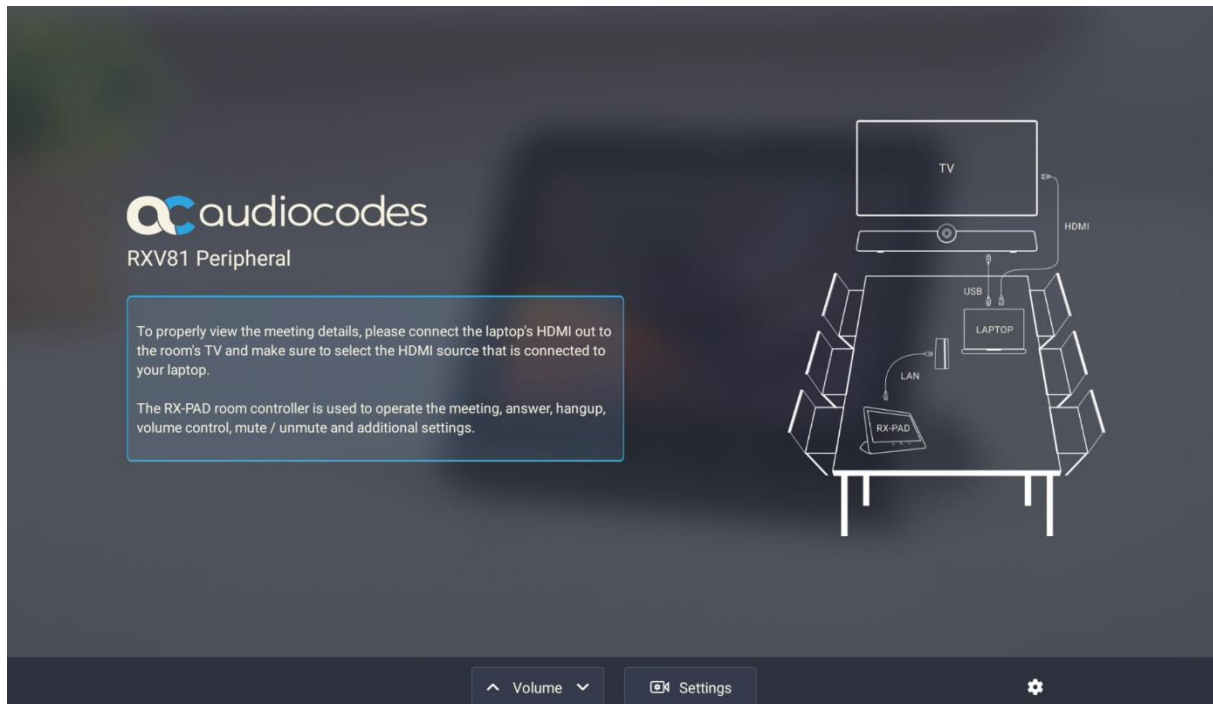 audiocodes
RXV81 Peripheral
To properly view the meeting details, please connect the laptop's HDMI out to
the room's TV and make sure to select the HDMI source that is connected to
your laptop.
The RX-PAD room controller is used to operate the meeting, answer, hangup,
volume control, mute / unmute and additional settings.
TV
HDMI
USB
LAPTOP
LAN
RX-PAD
Volume
Settings